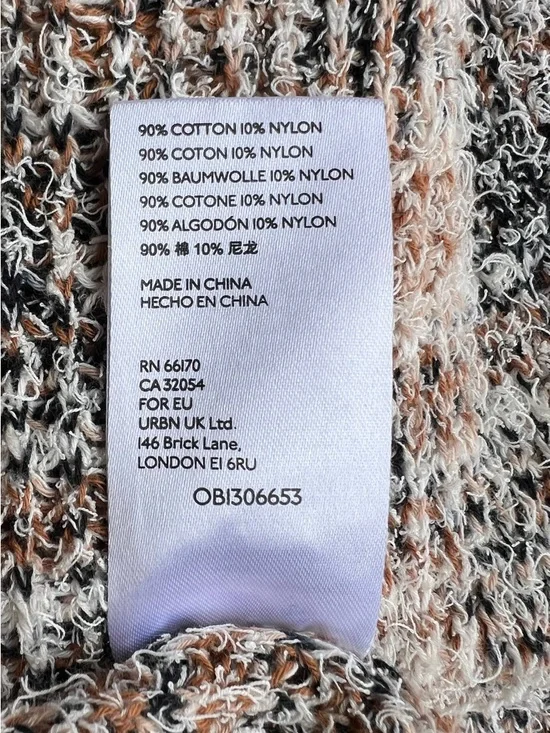 90% COTTON 10% NYLON
90% COTON 10% NYLON
90% BAUMWOLLE 10% NYLON
90% COTONE 10% NYLON
90% ALGODÓN 10% NYLON
90% 棉 10% 尼龙
MADE IN CHINA
HECHO EN CHINA
RN 66170
CA 32054
FOR EU
URBN UK Ltd.
146 Brick Lane,
LONDON E1 6RU
OB1306653